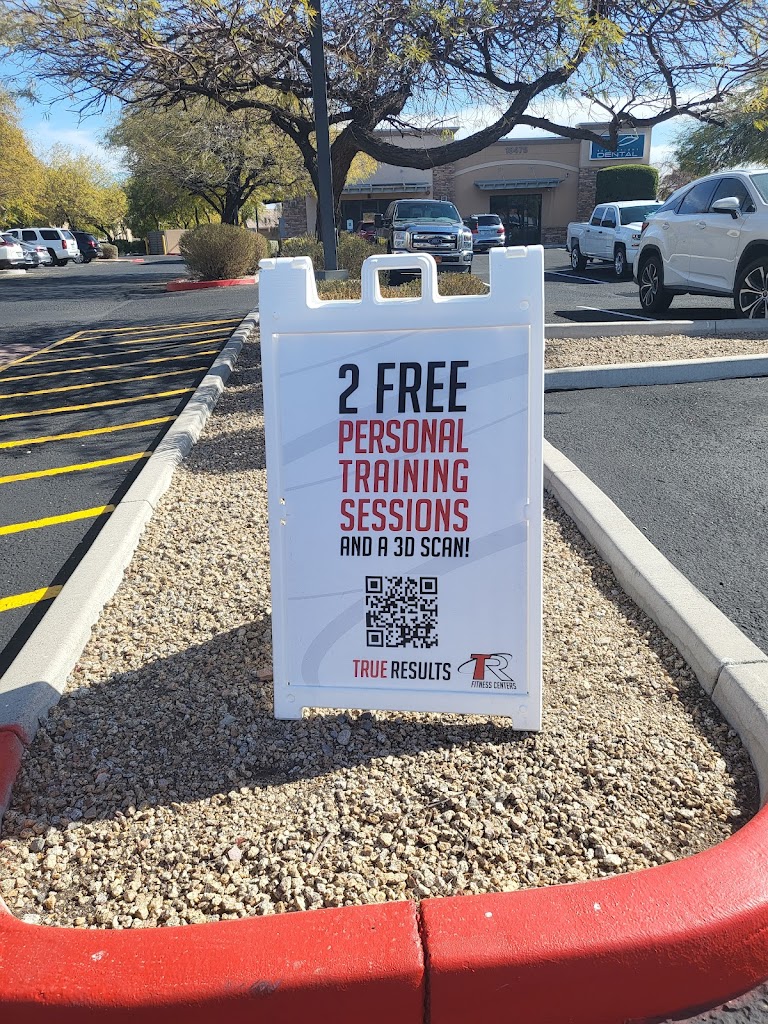 DENTAL
2 FREE
PERSONAL
TRAINING
SESSIONS
AND A 3D SCAN!
TRUE RESULTS
TR
FITNESS CENTERS